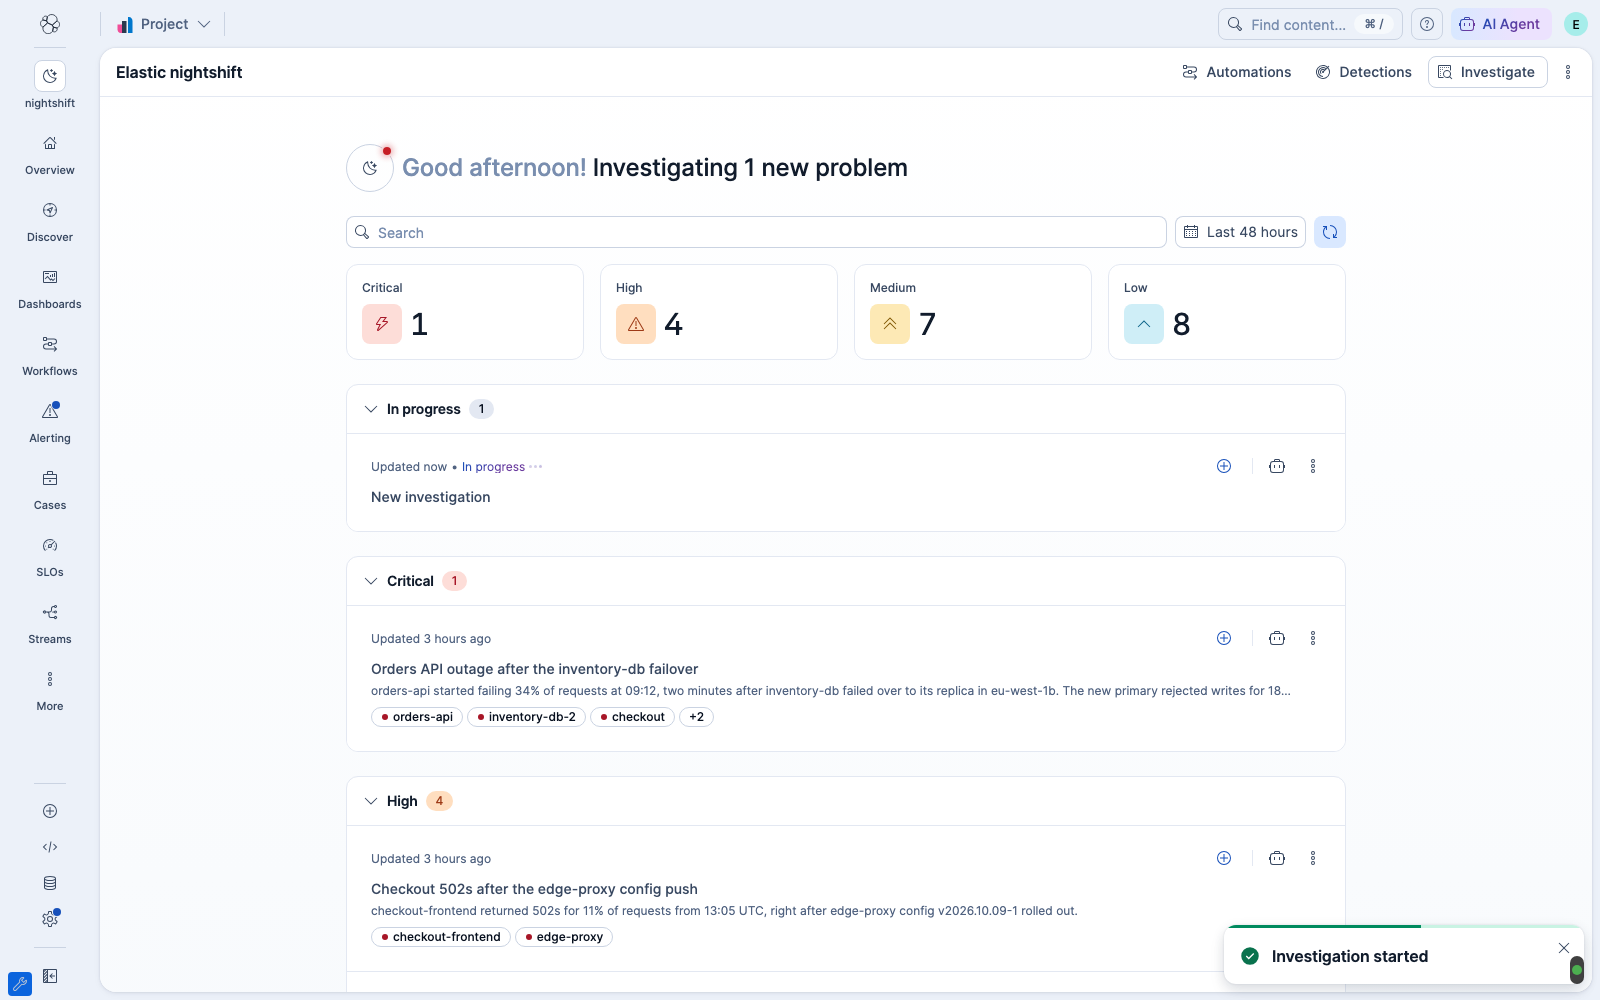 Project
Find content...
⌘ /
AI Agent
E
Elastic nightshift
Automations
Detections
Investigate
nightshift
Overview
Discover
Dashboards
Workflows
Alerting
Cases
SLOs
Streams
More
Good afternoon! Investigating 1 new problem
Search
Last 48 hours
Critical
1
High
4
Medium
7
Low
8
In progress 1
Updated now • In progress
New investigation
Critical 1
Updated 3 hours ago
Orders API outage after the inventory-db failover
orders-api started failing 34% of requests at 09:12, two minutes after inventory-db failed over to its replica in eu-west-1b. The new primary rejected writes for 18...
orders-api
inventory-db-2
checkout
+2
High 4
Updated 3 hours ago
Checkout 502s after the edge-proxy config push
checkout-frontend returned 502s for 11% of requests from 13:05 UTC, right after edge-proxy config v2026.10.09-1 rolled out.
checkout-frontend
edge-proxy
Investigation started